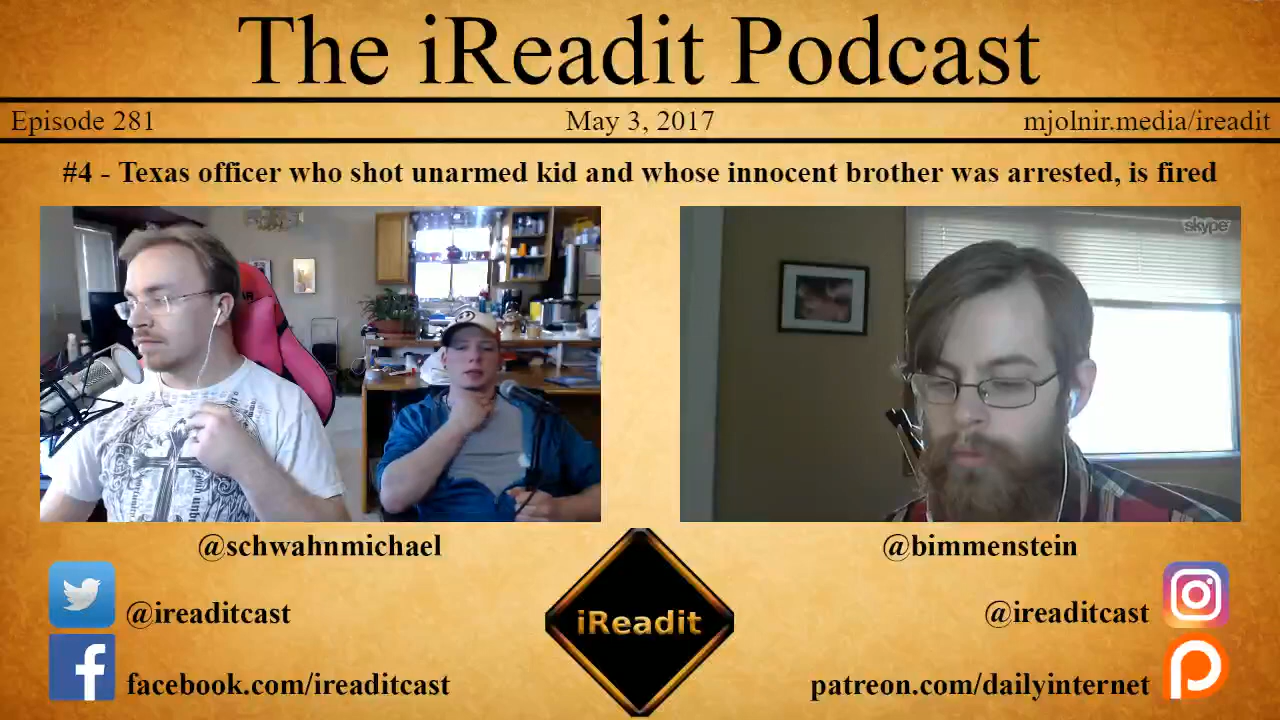 The iReadit Podcast
Episode 281
May 3, 2017
mjolnir.media/ireadit
#4 - Texas officer who shot unarmed kid and whose innocent brother was arrested, is fired
skype
@schwahnmichael
@bimmenstein
@ireaditcast
iReadit
@ireaditcast
facebook.com/ireaditcast
patreon.com/dailyinternet